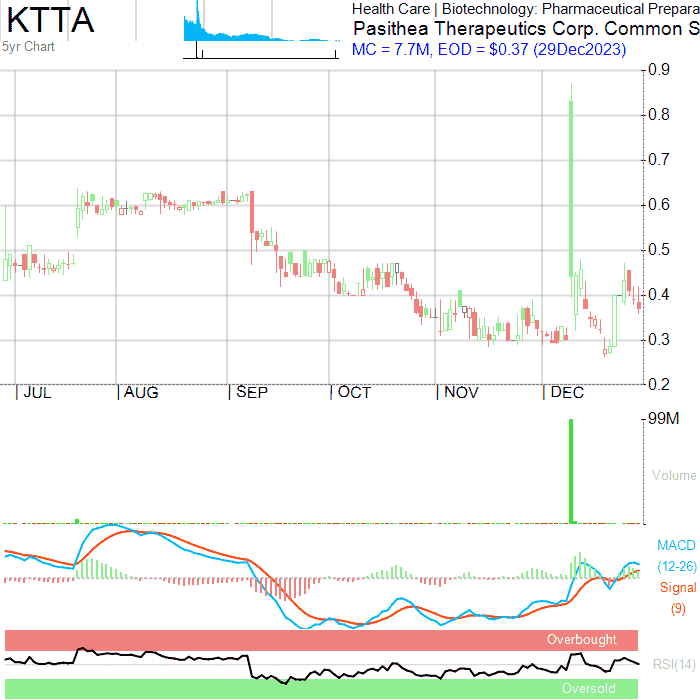 KTTA
5yr Chart
Health Care | Biotechnology: Pharmaceutical Prepara
Pasithea Therapeutics Corp. Common S
MC = 7.7M, EOD = $0.37 (29Dec2023)
0.9
0.8
0.7
0.6
0.5
0.4
0.3
0.2
JUL AUG SEP OCT NOV DEC
99M
Volume
MACD
(12-26)
Signal
(9)
Overbought
RSI(14)
Oversold